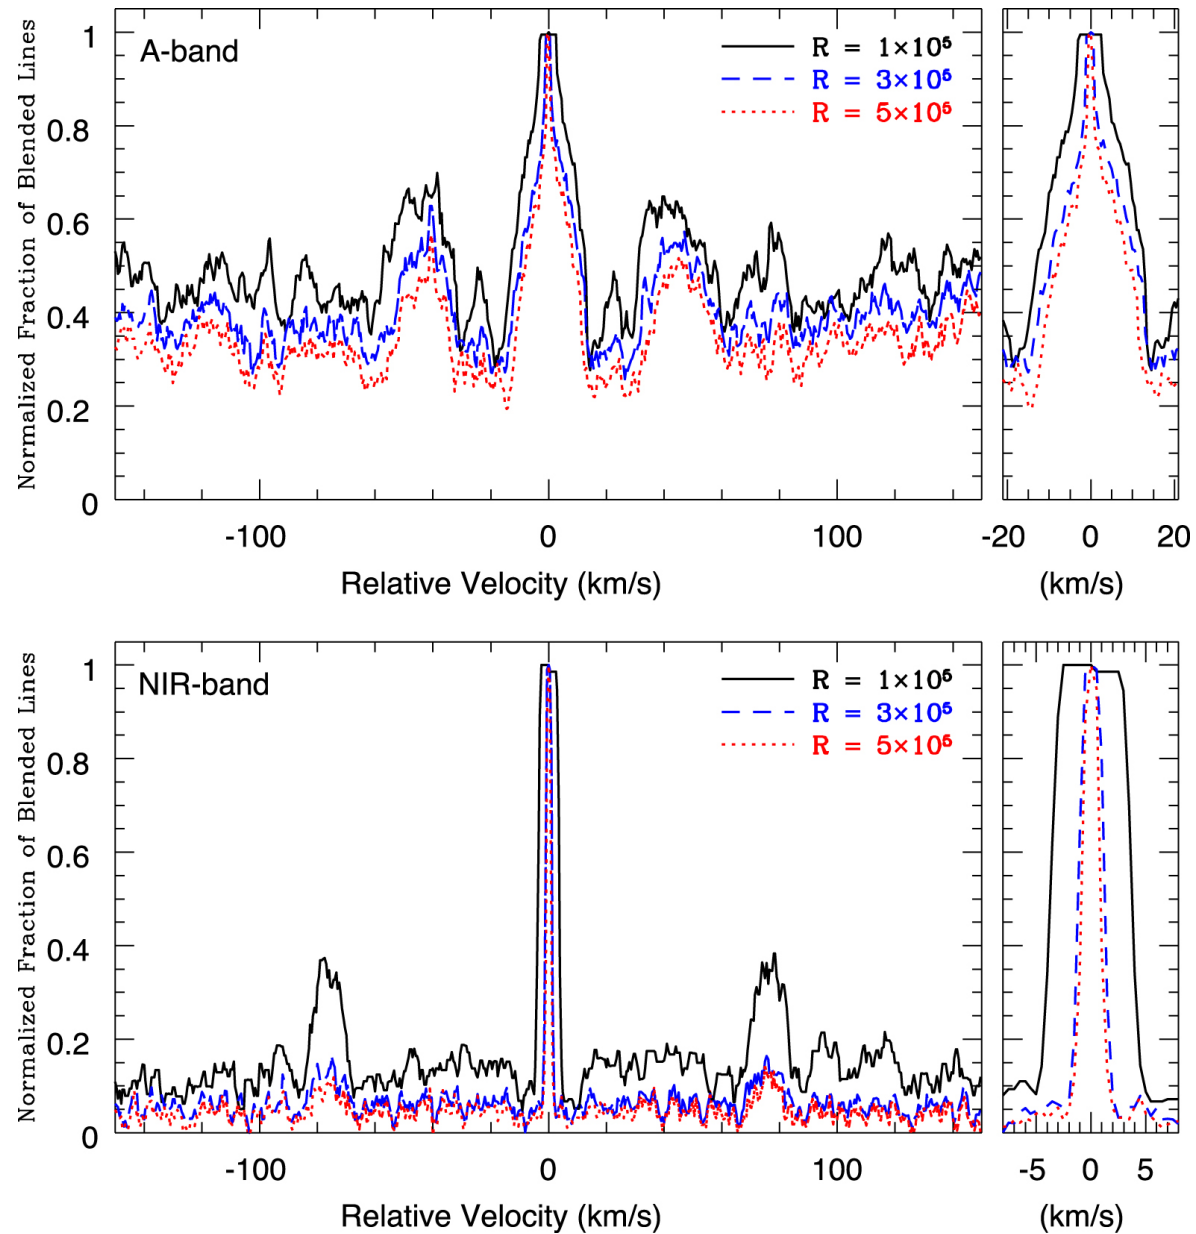 Normalized Fraction of Blended Lines
A-band
R = 1×10⁵
R = 3×10⁵
R = 5×10⁵
1
0.8
0.6
0.4
0.2
0
-100
0
100
-20
0
20
Relative Velocity (km/s)
(km/s)
Normalized Fraction of Blended Lines
NIR-band
R = 1×10⁵
R = 3×10⁵
R = 5×10⁵
1
0.8
0.6
0.4
0.2
0
-100
0
100
-5
0
5
Relative Velocity (km/s)
(km/s)